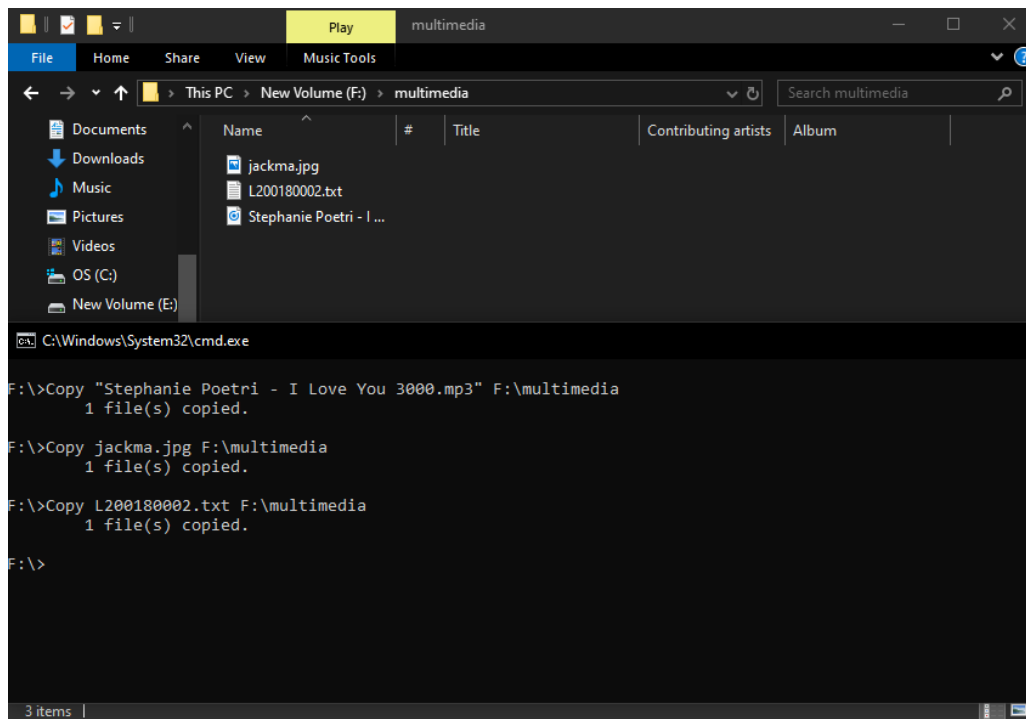 Play multimedia
File Home Share View Music Tools
This PC > New Volume (F:) > multimedia Search multimedia
Name # Title Contributing artists Album
Documents
Downloads
Music
Pictures
Videos
OS (C:)
New Volume (E:)
jackma.jpg
L200180002.txt
Stephanie Poetri - I ...
C:\Windows\System32\cmd.exe
F:\>Copy "Stephanie Poetri - I Love You 3000.mp3" F:\multimedia
1 file(s) copied.
F:\>Copy jackma.jpg F:\multimedia
1 file(s) copied.
F:\>Copy L200180002.txt F:\multimedia
1 file(s) copied.
F:\>
3 items